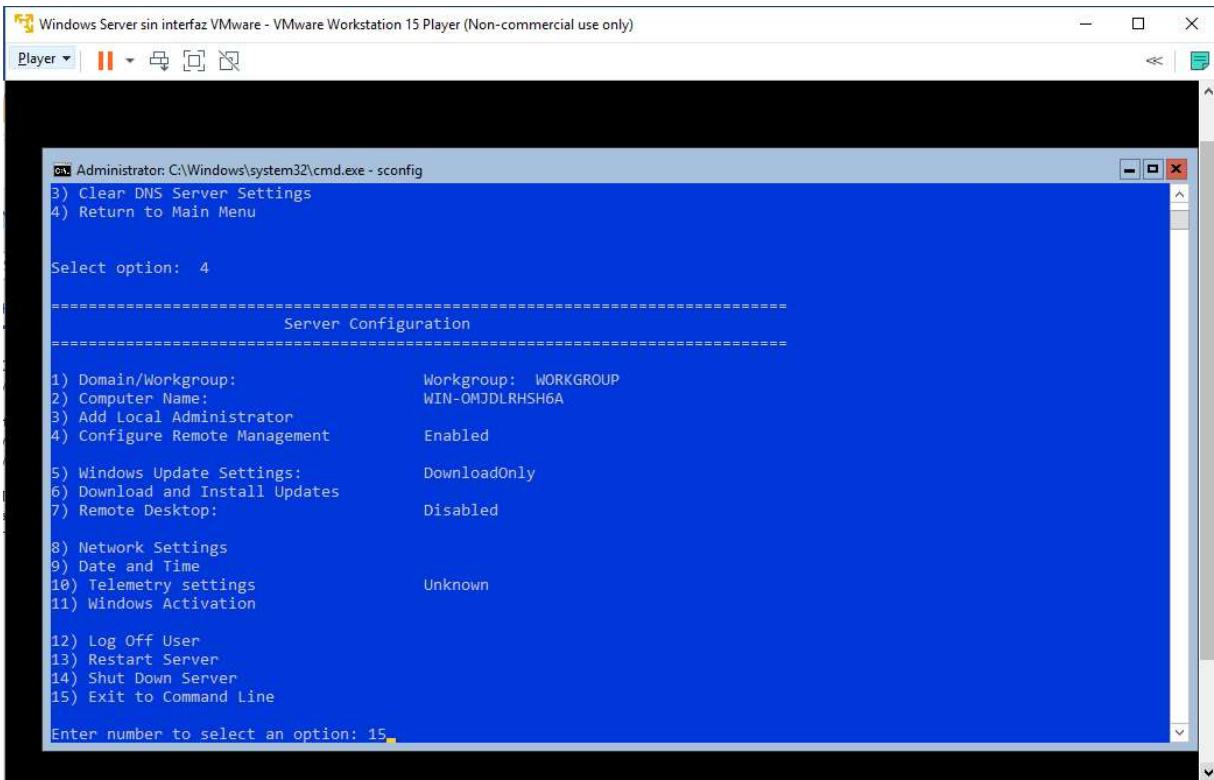 Windows Server sin interfaz VMware - VMware Workstation 15 Player (Non-commercial use only)
Player
Administrator: C:\Windows\system32\cmd.exe - sconfig
3) Clear DNS Server Settings
4) Return to Main Menu
Select option:  4
===============================================================================
Server Configuration
===============================================================================
1) Domain/Workgroup: Workgroup:  WORKGROUP
2) Computer Name: WIN-OMJDLRHSH6A
3) Add Local Administrator
4) Configure Remote Management Enabled
5) Windows Update Settings: DownloadOnly
6) Download and Install Updates
7) Remote Desktop: Disabled
8) Network Settings
9) Date and Time
10) Telemetry settings Unknown
11) Windows Activation
12) Log Off User
13) Restart Server
14) Shut Down Server
15) Exit to Command Line
Enter number to select an option: 15